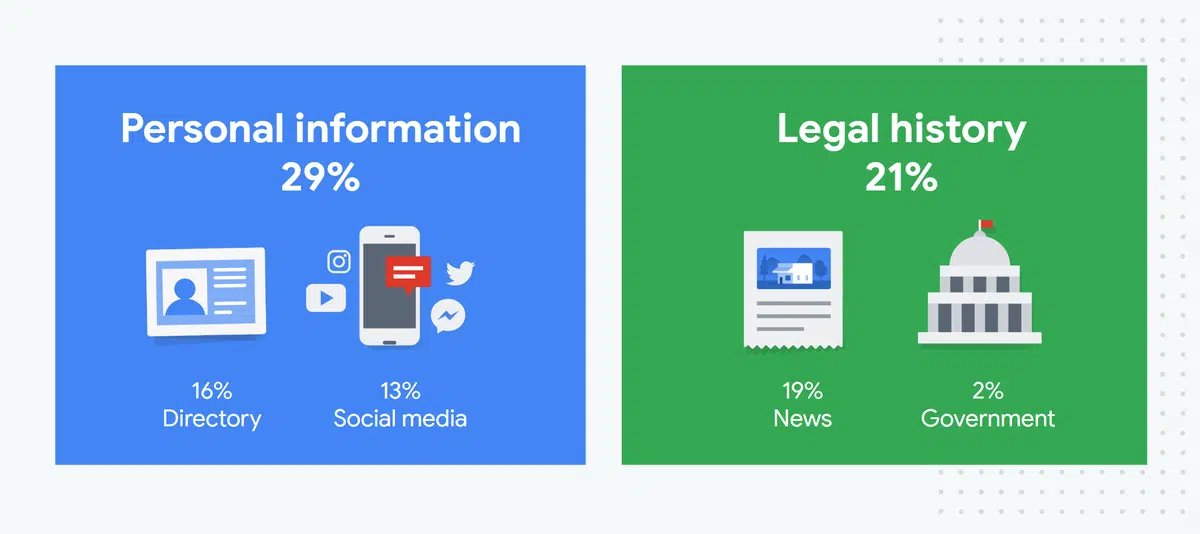 Personal information
29%
16%
Directory
13%
Social media
Legal history
21%
19%
News
2%
Government